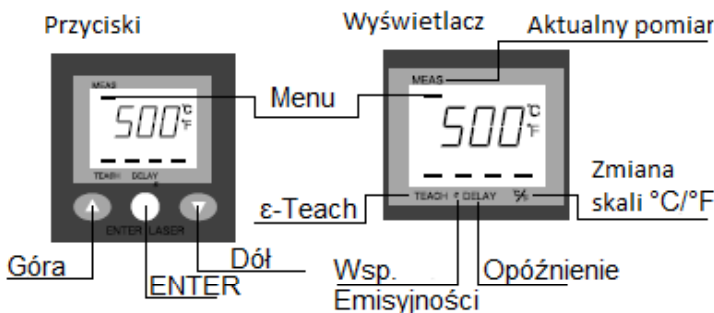 Przyciski
Wyświetlacz
Aktualny pomiar
MEAS
500 °C °F
TEACH DELAY
ENTER LASER
Menu
MEAS
500 °C °F
TEACH e DELAY °C/°F
ε-Teach
Zmiana
skali °C/°F
Góra
ENTER
Dół
Wsp.
Emisyjności
Opóźnienie